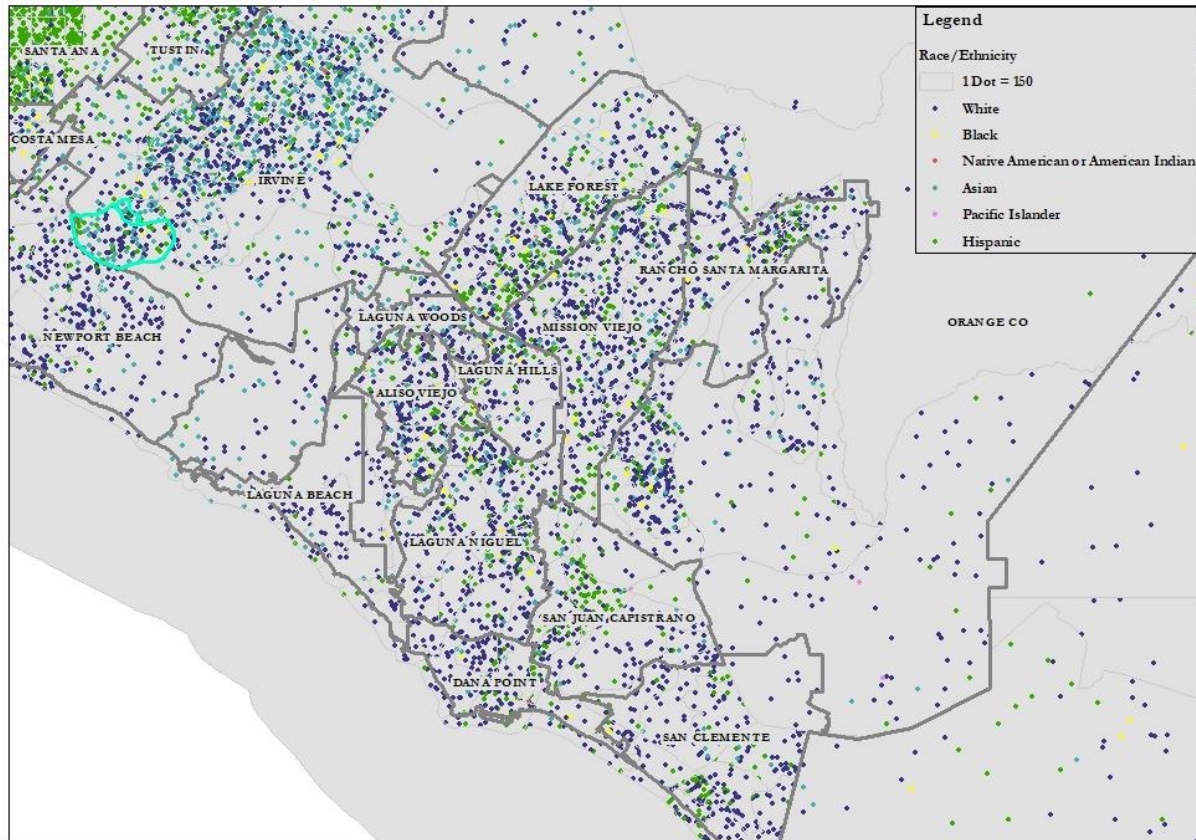 Legend
Race/Ethnicity
1 Dot = 150
White
Black
Native American or American Indian
Asian
Pacific Islander
Hispanic
SANTA ANA
TUSTIN
COSTA MESA
IRVINE
LAKE FOREST
RANCHO SANTA MARGARITA
LAGUNA WOODS
MISSION VIEJO
ORANGE CO
NEWPORT BEACH
LAGUNA HILLS
ALISO VIEJO
LAGUNA BEACH
LAGUNA NIGUEL
SAN JUAN CAPISTRANO
DANA POINT
SAN CLEMENTE